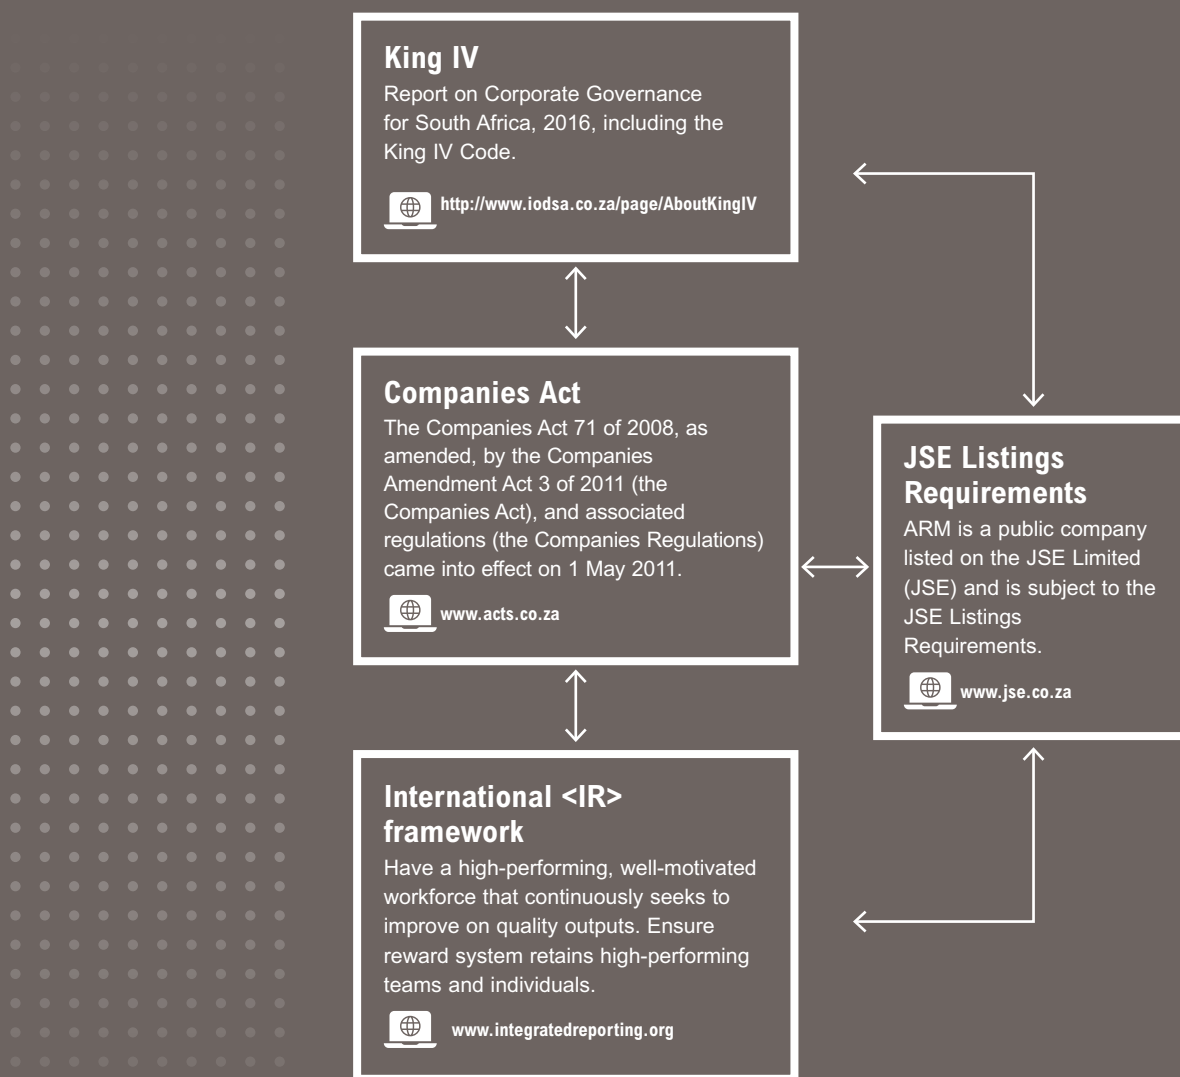 King IV
Report on Corporate Governance
for South Africa, 2016, including the
King IV Code.
http://www.iodsa.co.za/page/AboutKingIV
Companies Act
The Companies Act 71 of 2008, as
amended, by the Companies
Amendment Act 3 of 2011 (the
Companies Act), and associated
regulations (the Companies Regulations)
came into effect on 1 May 2011.
www.acts.co.za
JSE Listings
Requirements
ARM is a public company
listed on the JSE Limited
(JSE) and is subject to the
JSE Listings
Requirements.
www.jse.co.za
International <IR>
framework
Have a high-performing, well-motivated
workforce that continuously seeks to
improve on quality outputs. Ensure
reward system retains high-performing
teams and individuals.
www.integratedreporting.org